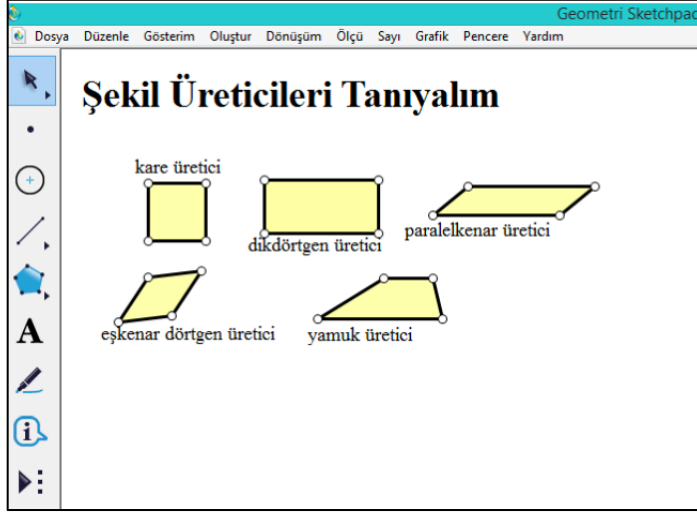 Geometri Sketchpad
Dosya Düzenle Gösterim Oluştur Dönüşüm Ölçü Sayı Grafik Pencere Yardım
Şekil Üreticileri Tanıyalım
kare üretici
dikdörtgen üretici
paralelkenar üretici
eşkenar dörtgen üretici
yamuk üretici
A
i